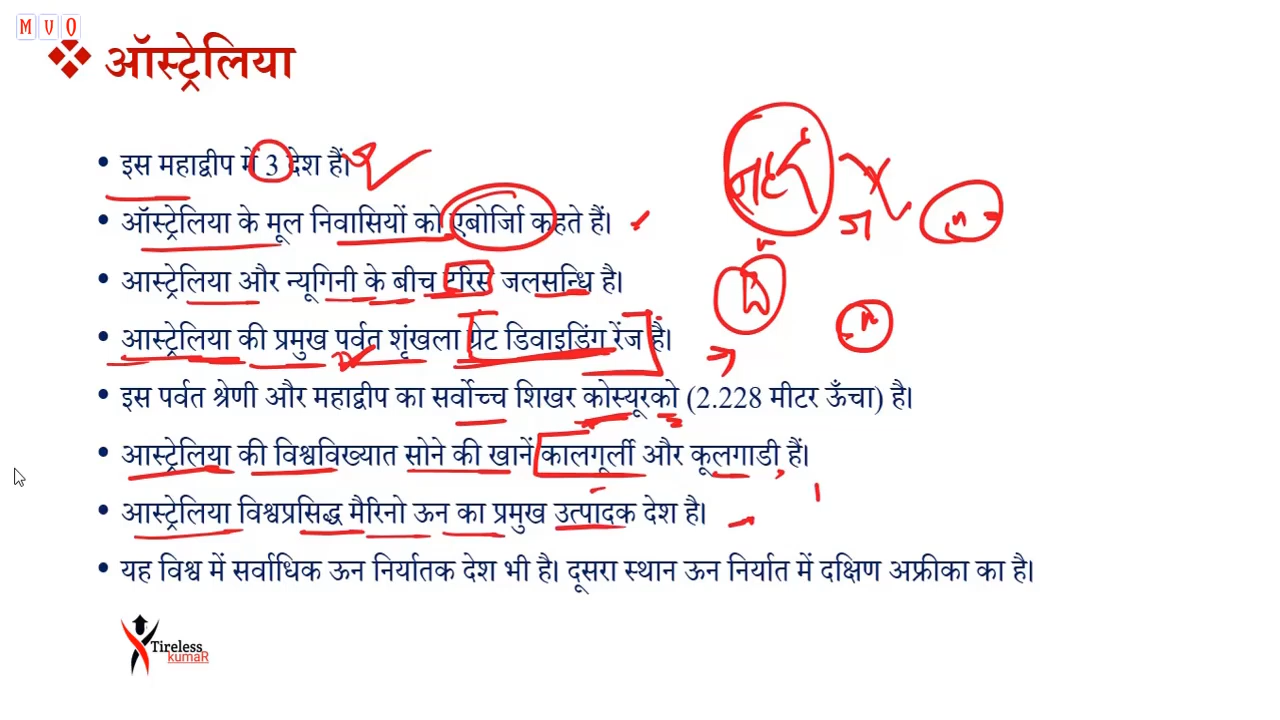 M V O
ऑस्ट्रेलिया
इस महाद्वीप में 3 देश हैं।
ऑस्ट्रेलिया के मूल निवासियों को एबोर्जिा कहते हैं।
आस्ट्रेलिया और न्यूगिनी के बीच टारिस जलसन्धि है।
आस्ट्रेलिया की प्रमुख पर्वत शृंखला ग्रेट डिवाइडिंग रेंज है।
इस पर्वत श्रेणी और महाद्वीप का सर्वोच्च शिखर कोस्यूरको (2.228 मीटर ऊँचा) है।
आस्ट्रेलिया की विश्वविख्यात सोने की खानें कालगूर्ली और कूलगाडी हैं।
आस्ट्रेलिया विश्वप्रसिद्ध मैरिनो ऊन का प्रमुख उत्पादक देश है।
यह विश्व में सर्वाधिक ऊन निर्यातक देश भी है। दूसरा स्थान ऊन निर्यात में दक्षिण अफ्रीका का है।
Tireless
kumaR